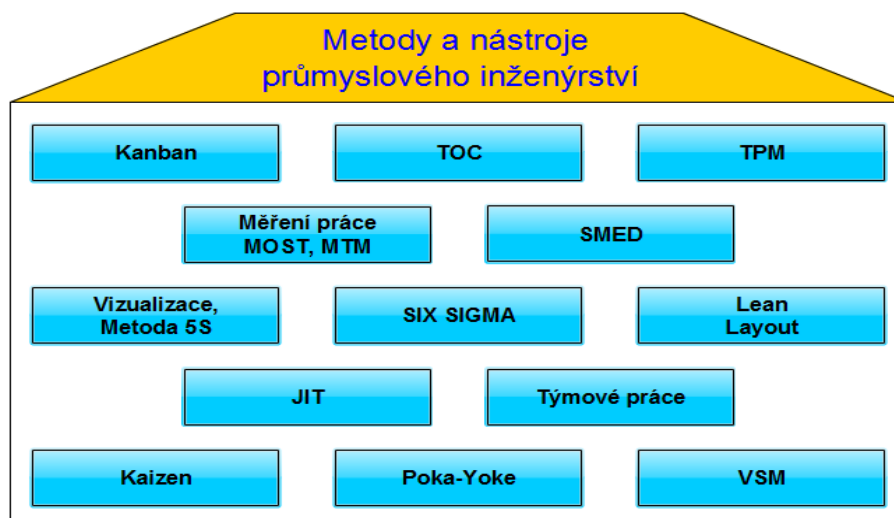 Metody a nástroje
průmyslového inženýrství
Kanban
TOC
TPM
Měření práce
MOST, MTM
SMED
Vizualizace,
Metoda 5S
SIX SIGMA
Lean
Layout
JIT
Týmové práce
Kaizen
Poka-Yoke
VSM